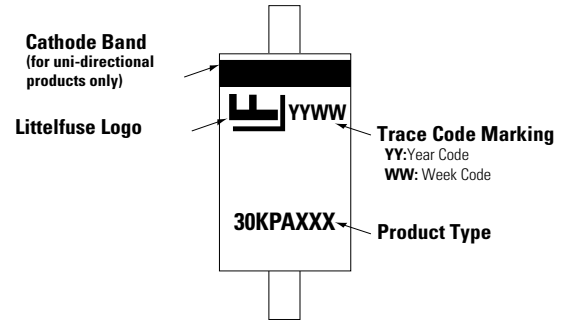 Cathode Band
(for uni-directional
products only)
Littelfuse Logo
YYWW
Trace Code Marking
YY:Year Code
WW: Week Code
30KPAXXX
Product Type